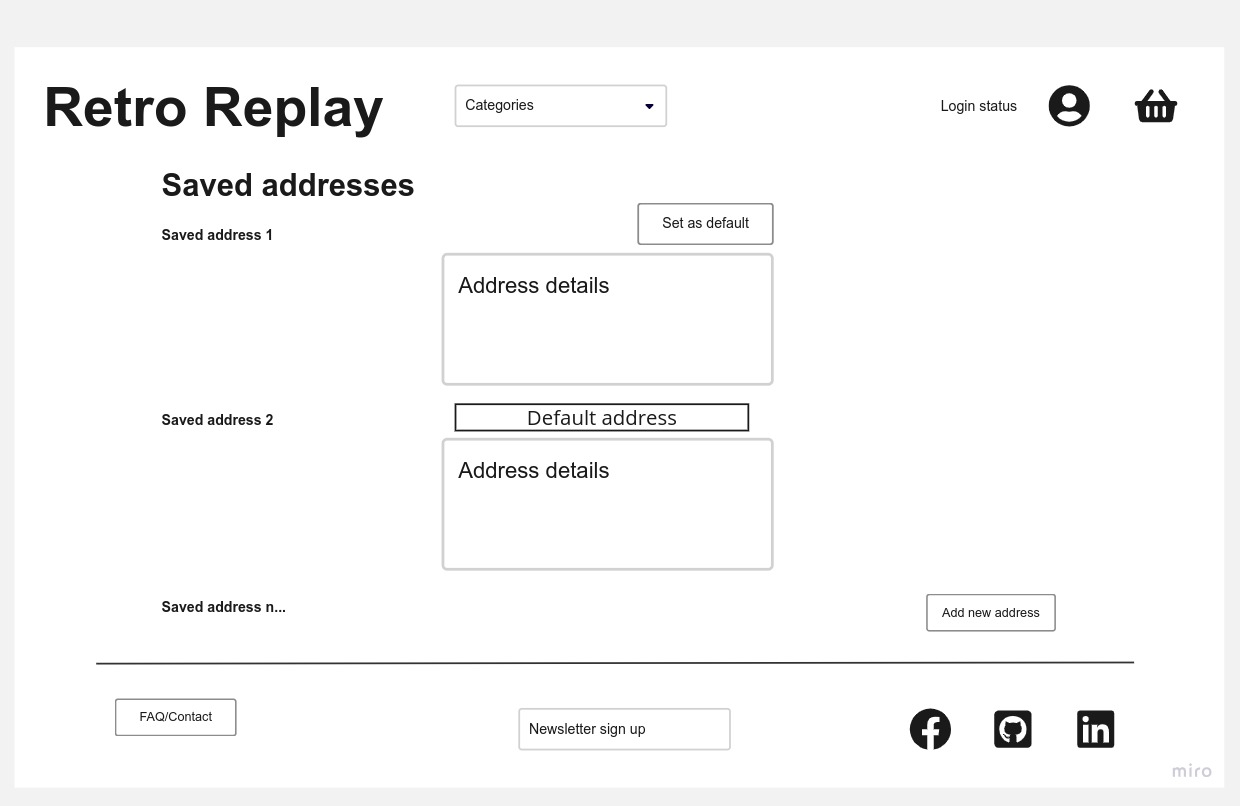 Retro Replay
Categories
Login status
Saved addresses
Saved address 1
Set as default
Address details
Saved address 2
Default address
Address details
Saved address n...
Add new address
FAQ/Contact
Newsletter sign up
in
miro